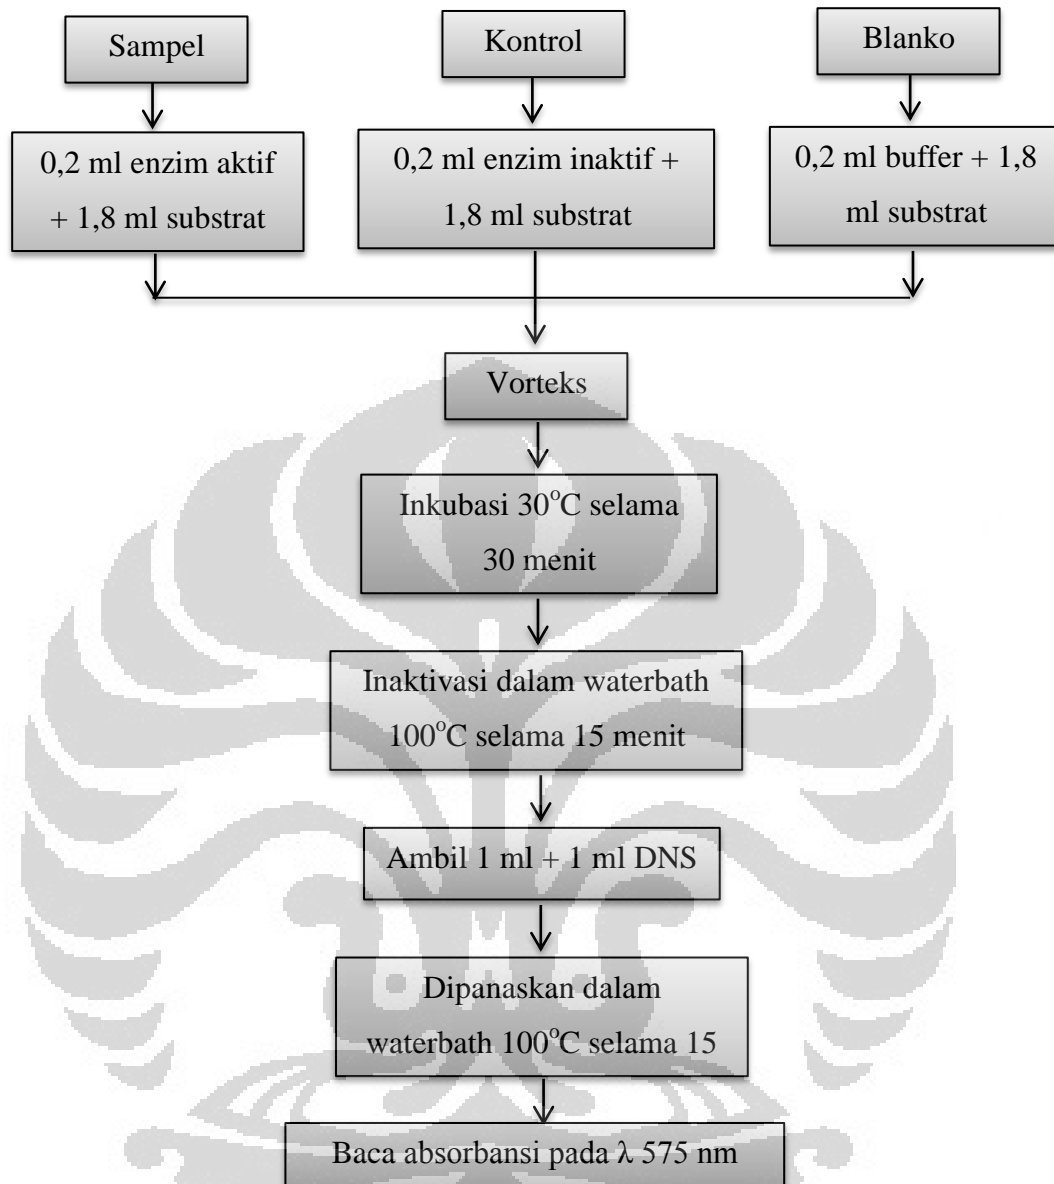 Sampel
Kontrol
Blanko
0,2 ml enzim aktif
+ 1,8 ml substrat
0,2 ml enzim inaktif +
1,8 ml substrat
0,2 ml buffer + 1,8
ml substrat
Vorteks
Inkubasi 30°C selama
30 menit
Inaktivasi dalam waterbath
100°C selama 15 menit
Ambil 1 ml + 1 ml DNS
Dipanaskan dalam
waterbath 100°C selama 15
Baca absorbansi pada λ 575 nm